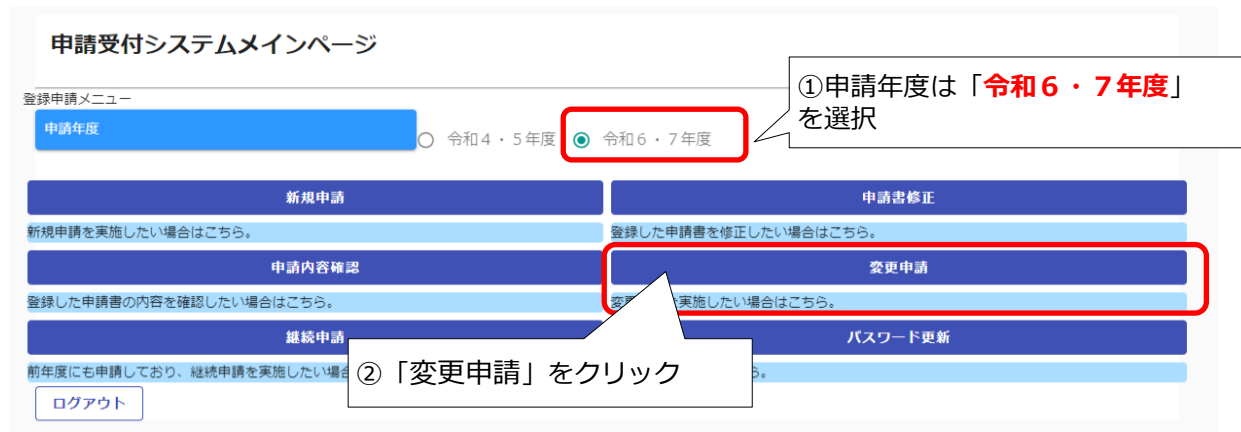 申請受付システムメインページ
①申請年度は「令和６・７年度」
を選択
登録申請メニュー
申請年度
令和４・５年度
令和６・７年度
新規申請
申請書修正
新規申請を実施したい場合はこちら。
登録した申請書を修正したい場合はこちら。
申請内容確認
変更申請
登録した申請書の内容を確認したい場合はこちら。
変更
実施したい場合はこちら。
継続申請
パスワード更新
②「変更申請」をクリック
前年度にも申請しており、継続申請を実施したい場
ログアウト